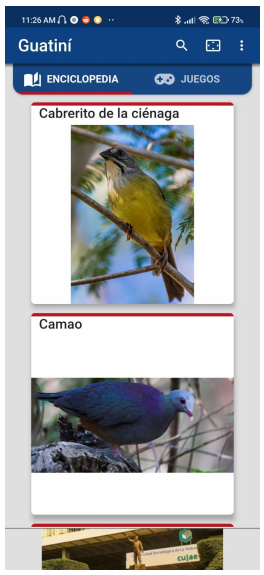 11:26 AM
73%
Guatiní
ENCICLOPEDIA
JUEGOS
Cabrerito de la ciénaga
Camao
cujae